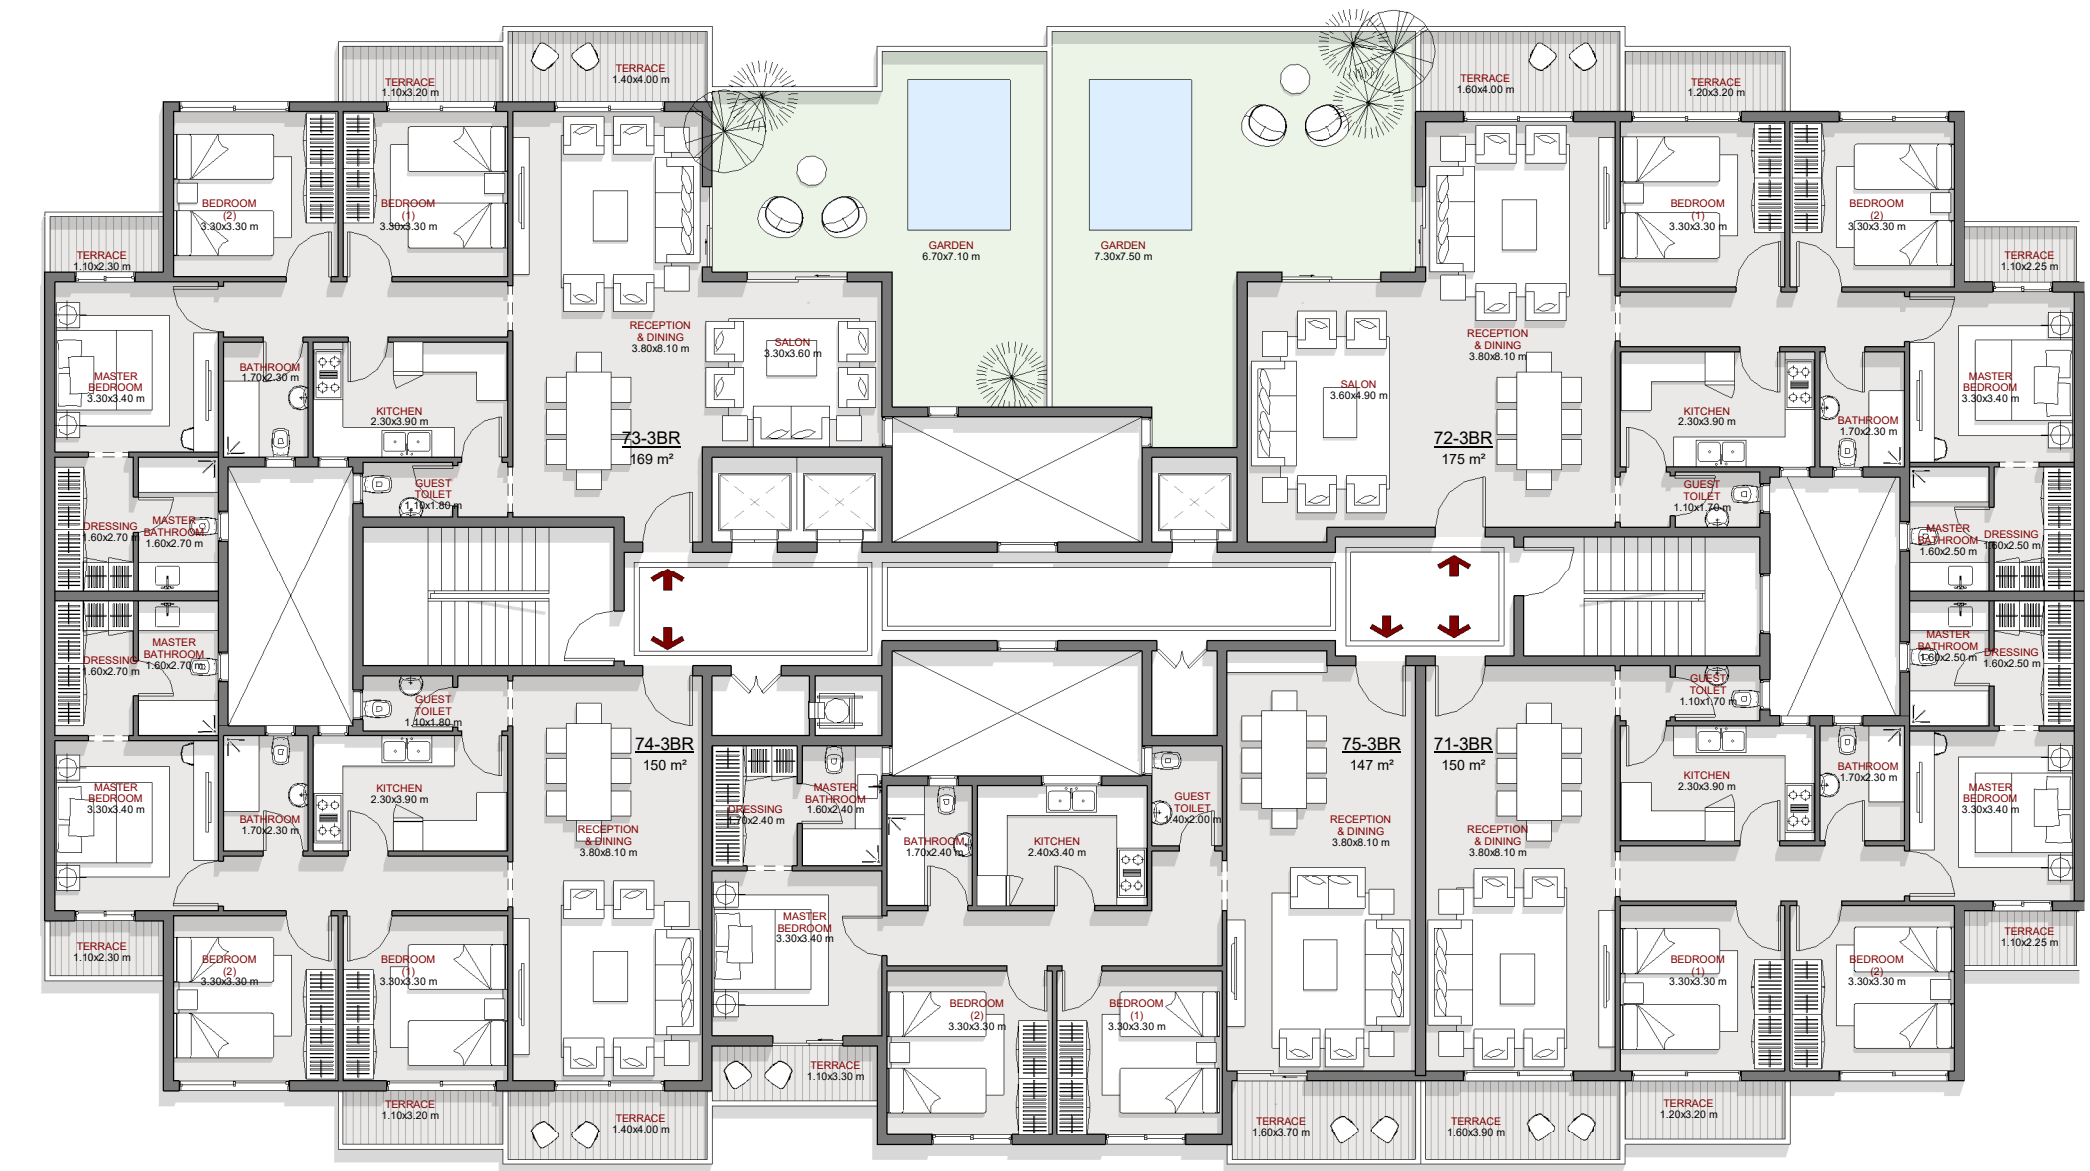 TERRACE
1.10x3.20 m
TERRACE
1.40x4.00 m
TERRACE
1.60x4.00 m
TERRACE
1.20x3.20 m
BEDROOM
(2)
3.30x3.30 m
BEDROOM
(1)
3.30x3.30 m
GARDEN
6.70x7.10 m
GARDEN
7.30x7.50 m
BEDROOM
(1)
3.30x3.30 m
BEDROOM
(2)
3.30x3.30 m
TERRACE
1.10x2.30 m
TERRACE
1.10x2.25 m
RECEPTION
& DINING
3.80x8.10 m
SALON
3.30x3.60 m
RECEPTION
& DINING
3.80x8.10 m
SALON
3.60x4.90 m
MASTER
BEDROOM
3.30x3.40 m
BATHROOM
1.70x2.30 m
KITCHEN
2.30x3.90 m
KITCHEN
2.30x3.90 m
BATHROOM
1.70x2.30 m
MASTER
BEDROOM
3.30x3.40 m
73-3BR
169 m²
72-3BR
175 m²
GUEST
TOILET
1.10x1.80 m
GUEST
TOILET
1.10x1.70 m
DRESSING
1.60x2.70 m
MASTER
BATHROOM
1.60x2.70 m
MASTER
BATHROOM
1.60x2.50 m
DRESSING
1.60x2.50 m
DRESSING
1.60x2.70 m
MASTER
BATHROOM
1.60x2.70 m
MASTER
BATHROOM
1.60x2.50 m
DRESSING
1.60x2.50 m
GUEST
TOILET
1.10x1.80 m
GUEST
TOILET
1.10x1.70 m
74-3BR
150 m²
75-3BR
147 m²
71-3BR
150 m²
MASTER
BEDROOM
3.30x3.40 m
BATHROOM
1.70x2.30 m
KITCHEN
2.30x3.90 m
RECEPTION
& DINING
3.80x8.10 m
DRESSING
1.70x2.40 m
MASTER
BATHROOM
1.60x2.40 m
BATHROOM
1.70x2.40 m
KITCHEN
2.40x3.40 m
GUEST
TOILET
1.40x2.00 m
RECEPTION
& DINING
3.80x8.10 m
RECEPTION
& DINING
3.80x8.10 m
KITCHEN
2.30x3.90 m
BATHROOM
1.70x2.30 m
MASTER
BEDROOM
3.30x3.40 m
TERRACE
1.10x2.30 m
BEDROOM
(2)
3.30x3.30 m
BEDROOM
(1)
3.30x3.30 m
MASTER
BEDROOM
3.30x3.40 m
BEDROOM
(2)
3.30x3.30 m
BEDROOM
(1)
3.30x3.30 m
BEDROOM
(1)
3.30x3.30 m
BEDROOM
(2)
3.30x3.30 m
TERRACE
1.10x2.25 m
TERRACE
1.10x3.20 m
TERRACE
1.40x4.00 m
TERRACE
1.10x3.30 m
TERRACE
1.60x3.70 m
TERRACE
1.60x3.90 m
TERRACE
1.20x3.20 m